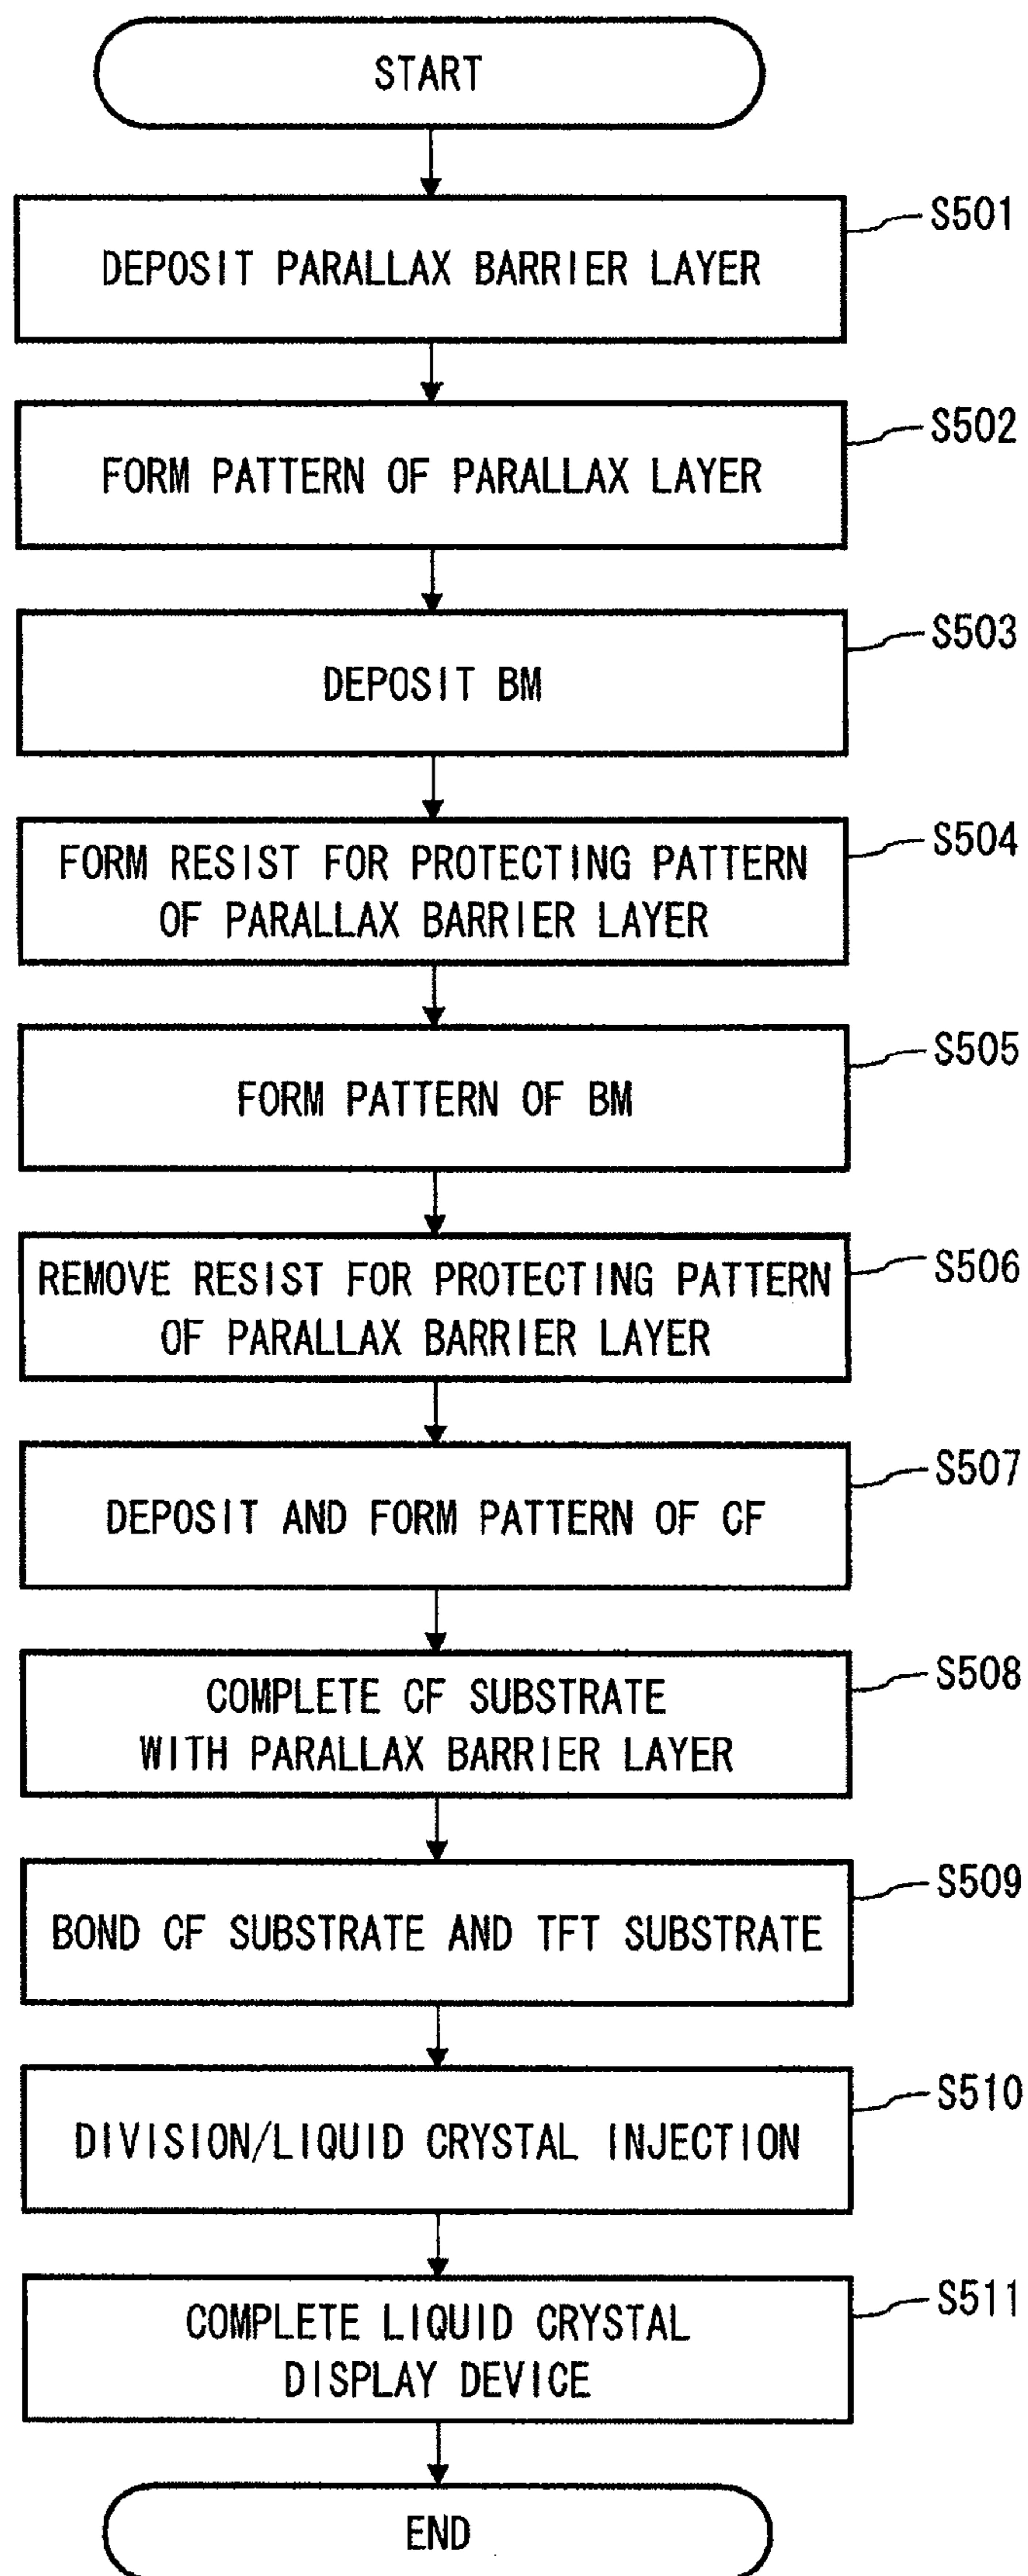 START
S501
DEPOSIT PARALLAX BARRIER LAYER
S502
FORM PATTERN OF PARALLAX LAYER
S503
DEPOSIT BM
S504
FORM RESIST FOR PROTECTING PATTERN
OF PARALLAX BARRIER LAYER
S505
FORM PATTERN OF BM
S506
REMOVE RESIST FOR PROTECTING PATTERN
OF PARALLAX BARRIER LAYER
S507
DEPOSIT AND FORM PATTERN OF CF
S508
COMPLETE CF SUBSTRATE
WITH PARALLAX BARRIER LAYER
S509
BOND CF SUBSTRATE AND TFT SUBSTRATE
S510
DIVISION/LIQUID CRYSTAL INJECTION
S511
COMPLETE LIQUID CRYSTAL
DISPLAY DEVICE
END